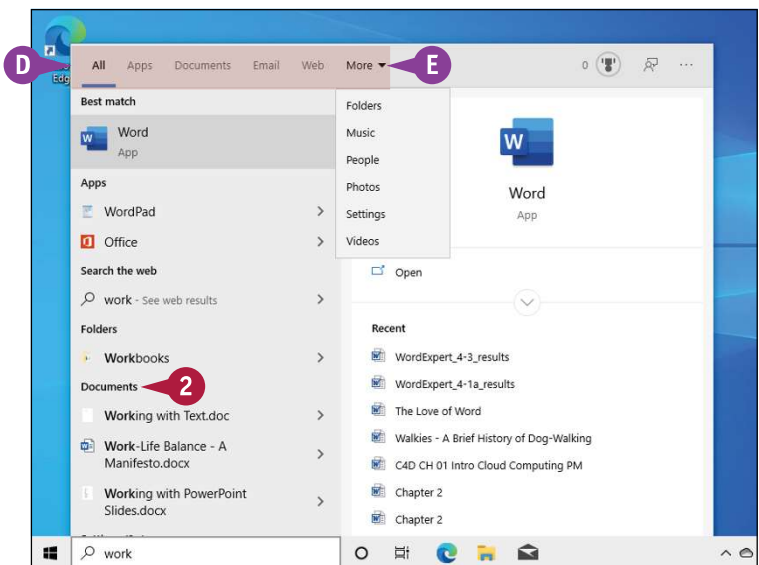 Edg
D
All Apps Documents Email Web More
E
0
...
Best match
Word
App
Apps
WordPad
Office
Search the web
work - See web results
Folders
Workbooks
Documents
2
Working with Text.doc
Work-Life Balance - A
Manifesto.docx
Working with PowerPoint
Slides.docx
Folders
Music
People
Photos
Settings
Videos
W
Word
App
Open
Recent
WordExpert_4-3_results
WordExpert_4-1a_results
The Love of Word
Walkies - A Brief History of Dog-Walking
C4D CH 01 Intro Cloud Computing PM
Chapter 2
Chapter 2
work